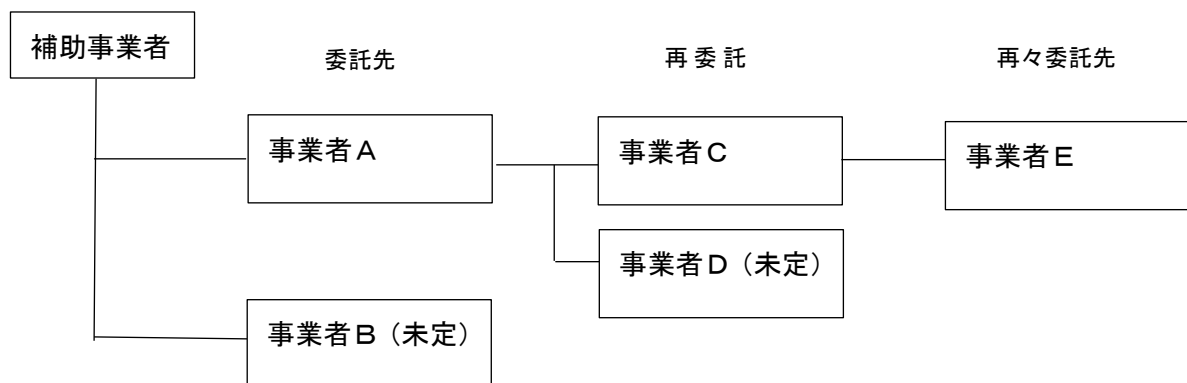 補助事業者
委託先
再委託
再々委託先
事業者A
事業者C
事業者E
事業者D（未定）
事業者B（未定）